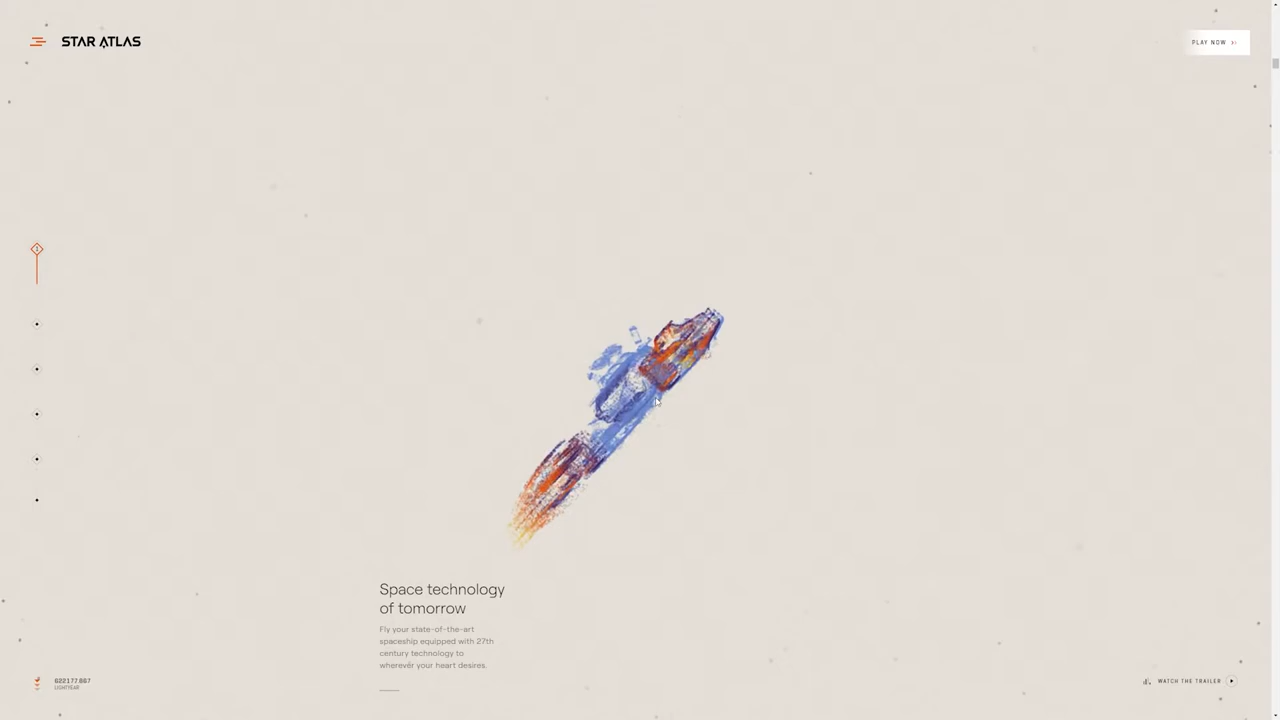 STAR ATLAS
PLAY NOW
1
Space technology
of tomorrow
Fly your state-of-the-art
spaceship equipped with 27th
century technology to
wherever your heart desires.
622177.867
LIGHTYEAR
WATCH THE TRAILER